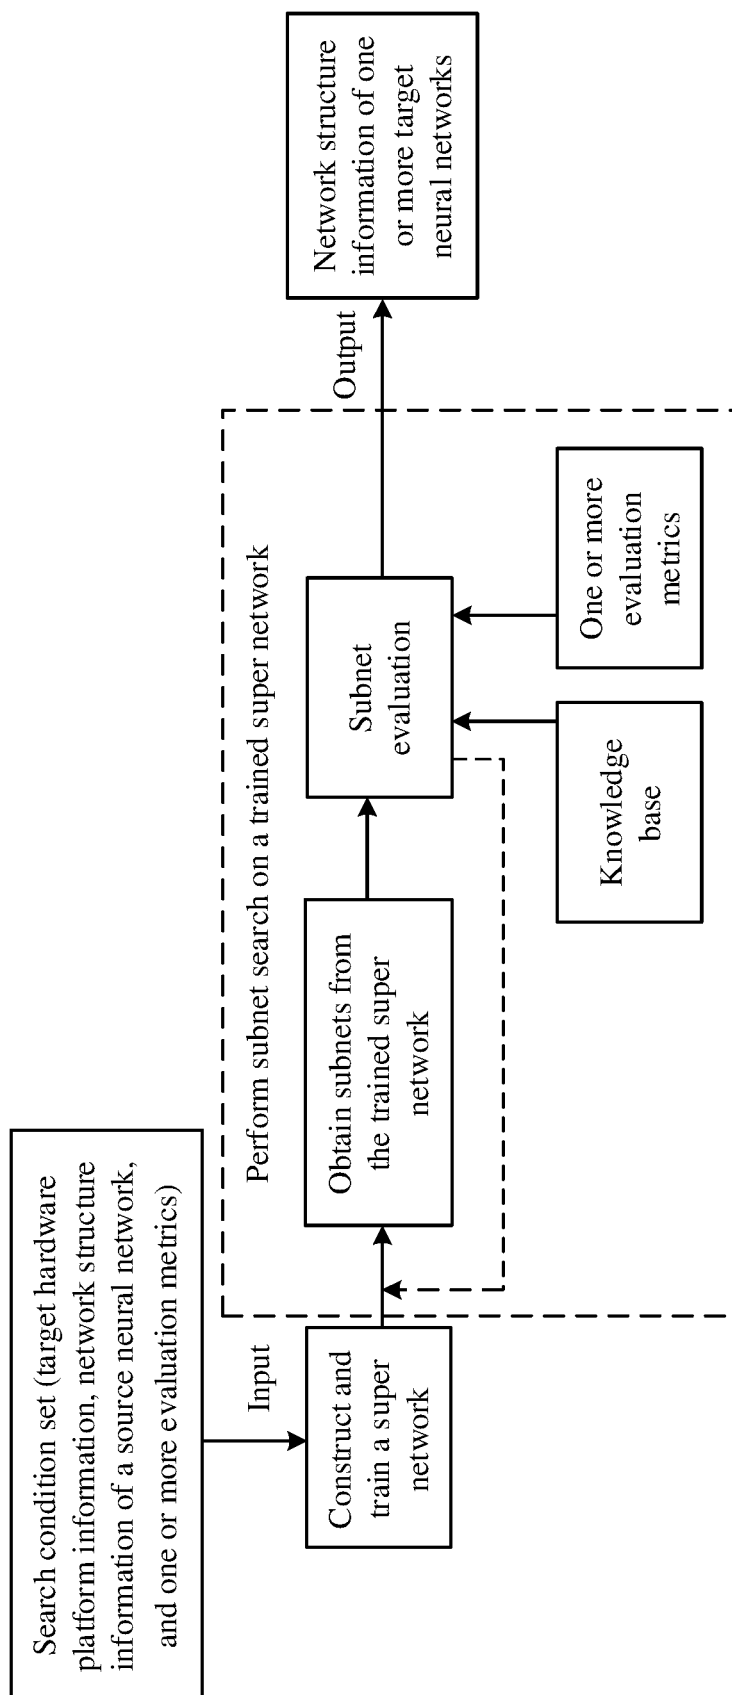 Search condition set (target hardware
platform information, network structure
information of a source neural network,
and one or more evaluation metrics)
Input
Construct and
train a super
network
Perform subnet search on a trained super network
Obtain subnets from
the trained super
network
Subnet
evaluation
Knowledge
base
One or more
evaluation
metrics
Output
Network structure
information of one
or more target
neural networks